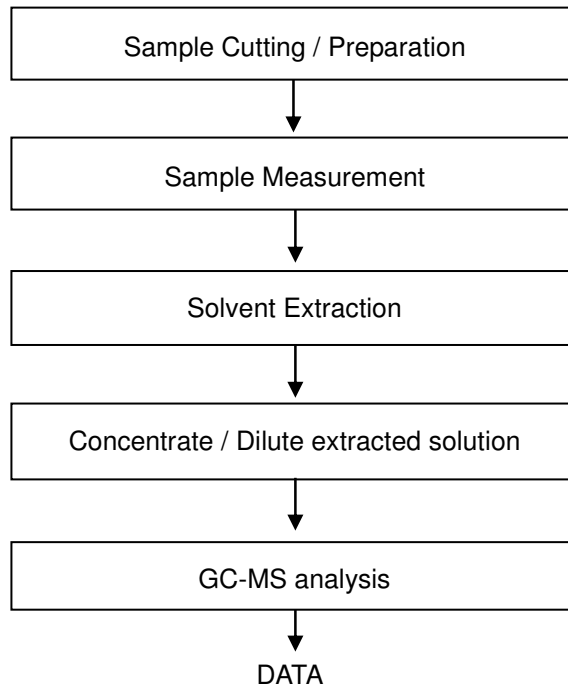 Sample Cutting / Preparation
Sample Measurement
Solvent Extraction
Concentrate / Dilute extracted solution
GC-MS analysis
DATA